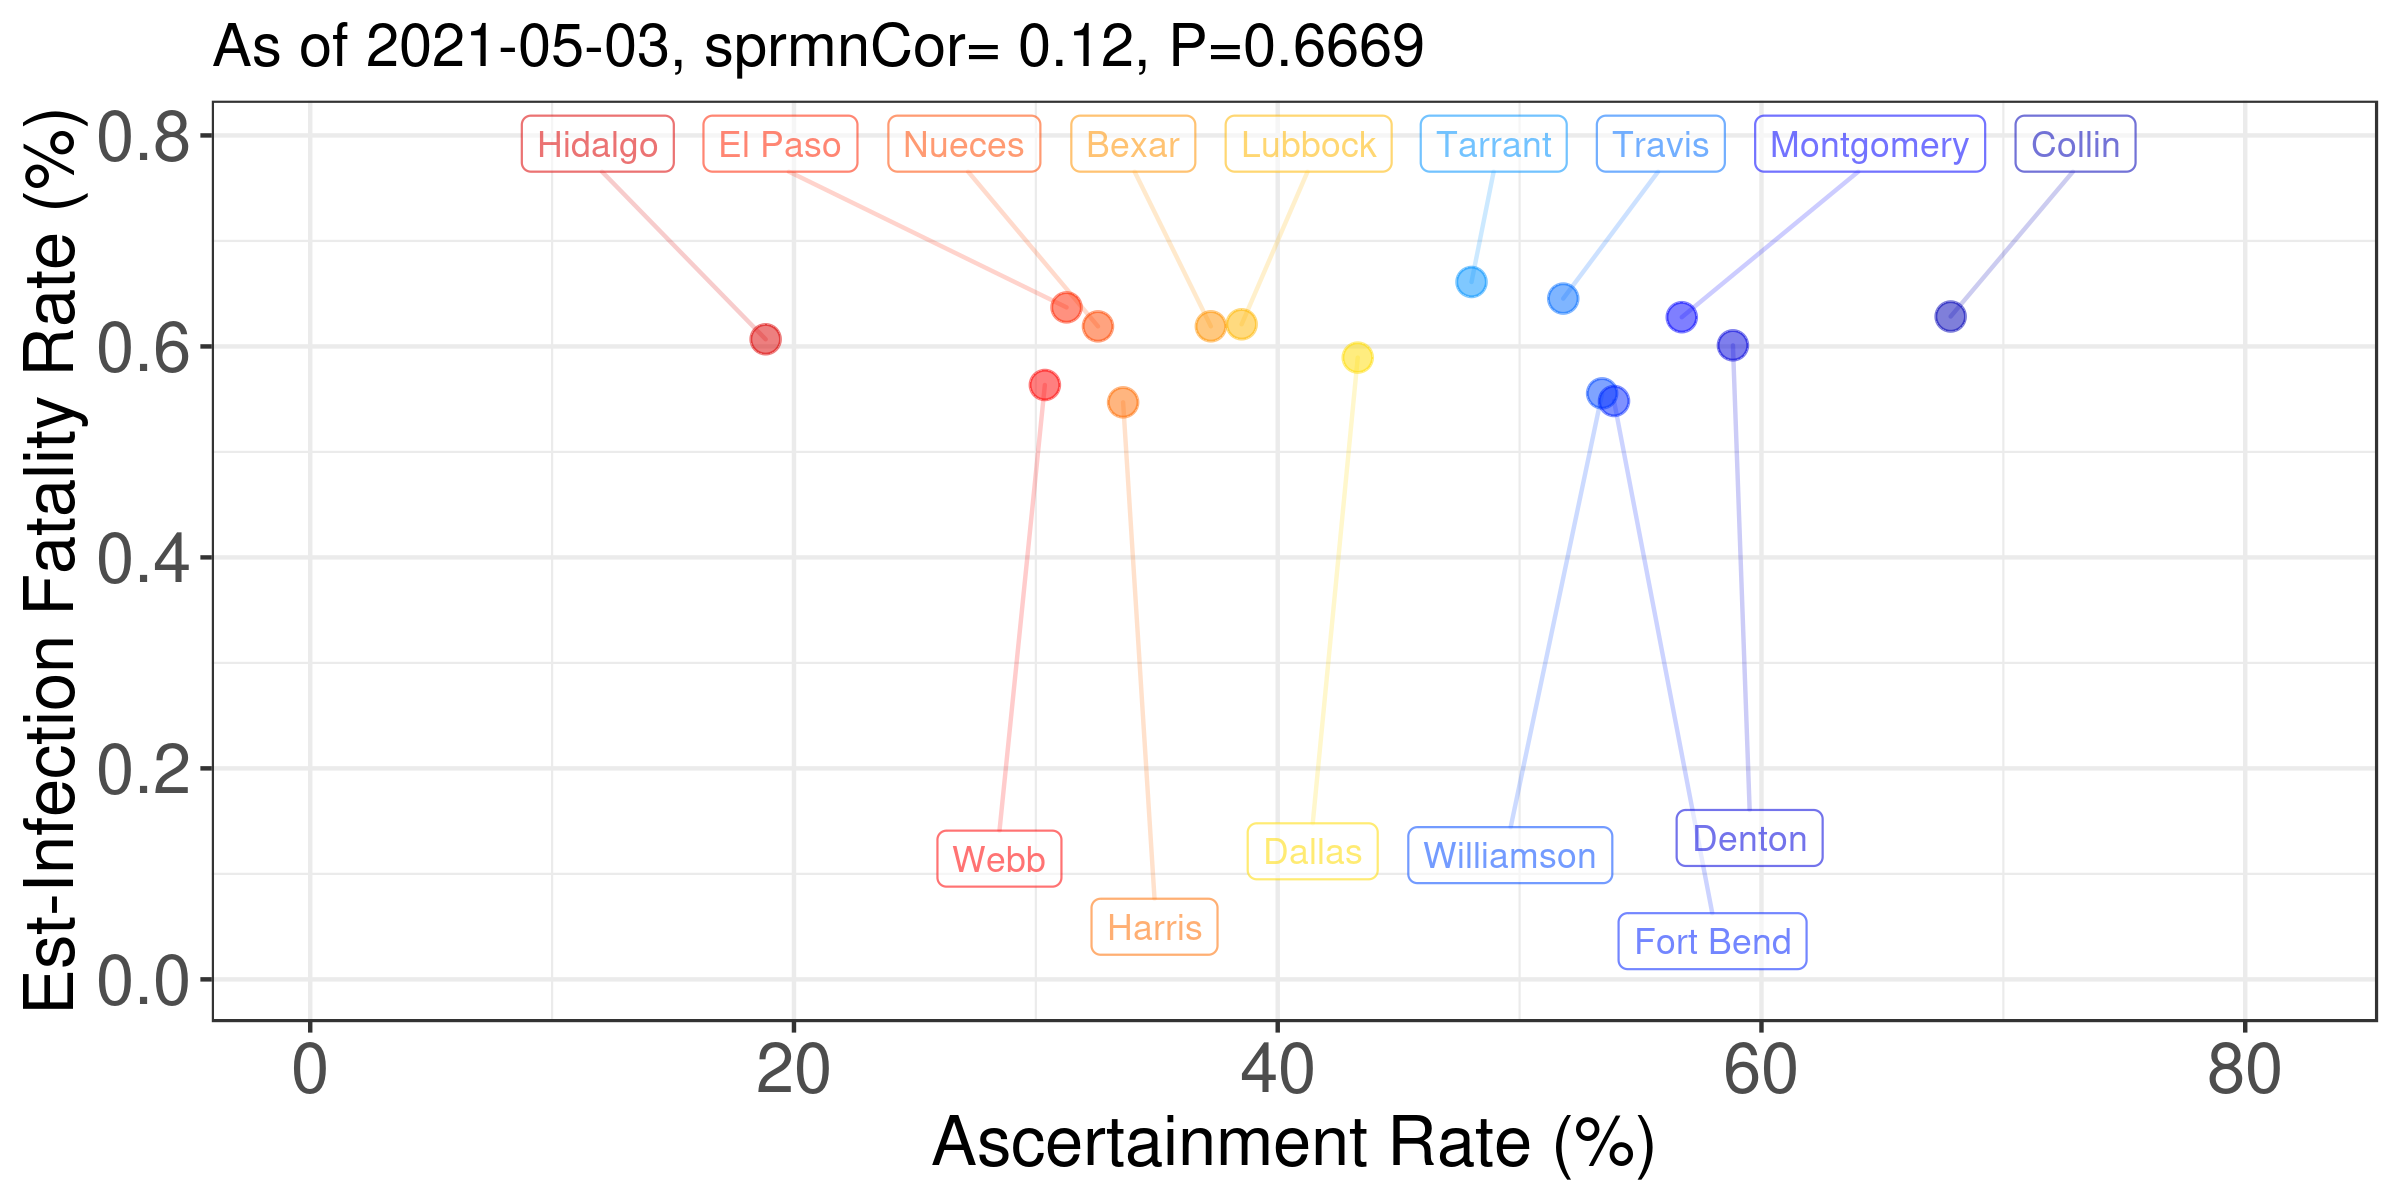 As of 2021-05-03, sprmnCor= 0.12, P=0.6669
Est-Infection Fatality Rate (%)
0.8
0.6
0.4
0.2
0.0
Hidalgo
El Paso
Nueces
Bexar
Lubbock
Tarrant
Travis
Montgomery
Collin
Webb
Harris
Dallas
Williamson
Denton
Fort Bend
0
20
40
60
80
Ascertainment Rate (%)